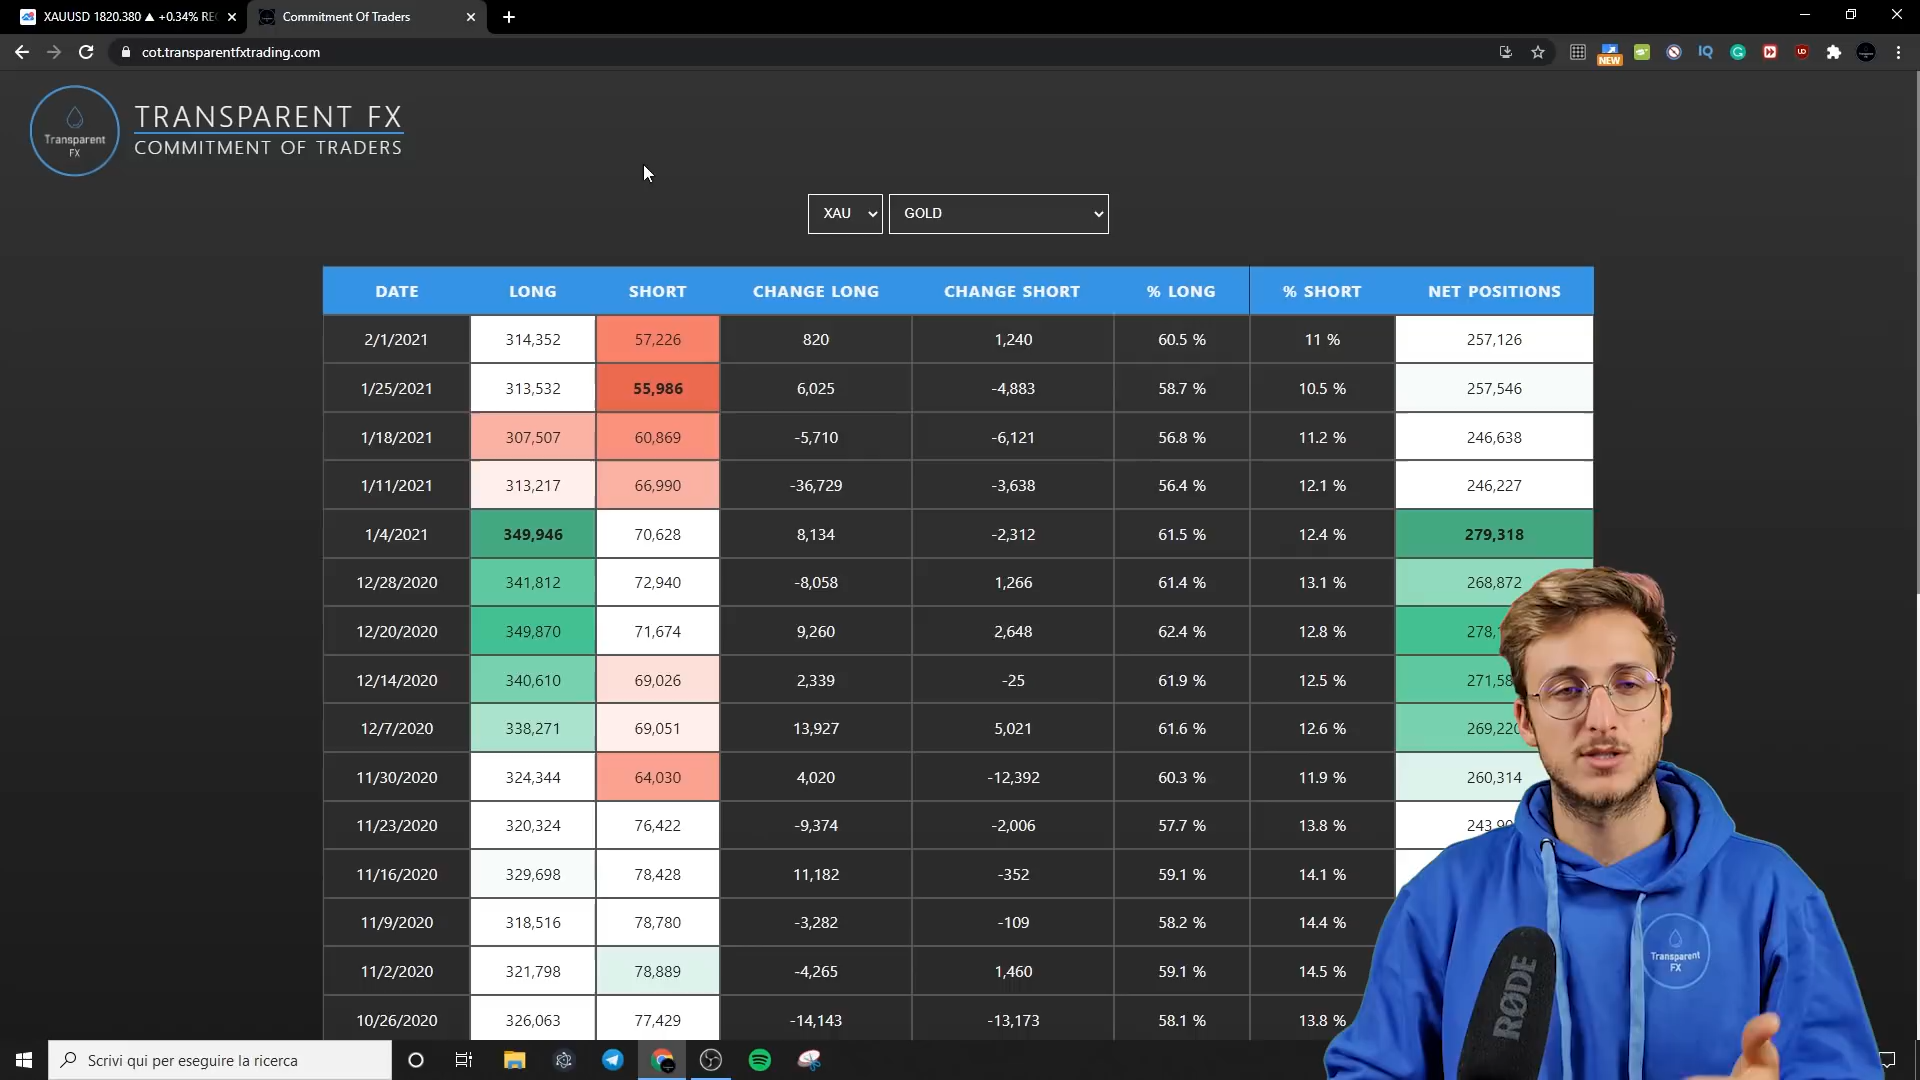 XAUUSD 1820.380 ▲ +0.34%
Commitment Of Traders
cot.transparentfxtrading.com
NEW
IQ
Transparent
FX
TRANSPARENT FX
COMMITMENT OF TRADERS
XAU
GOLD
DATE LONG SHORT CHANGE LONG CHANGE SHORT % LONG % SHORT NET POSITIONS
2/1/2021 314,352 57,226 820 1,240 60.5 % 11 % 257,126
1/25/2021 313,532 55,986 6,025 -4,883 58.7 % 10.5 % 257,546
1/18/2021 307,507 60,869 -5,710 -6,121 56.8 % 11.2 % 246,638
1/11/2021 313,217 66,990 -36,729 -3,638 56.4 % 12.1 % 246,227
1/4/2021 349,946 70,628 8,134 -2,312 61.5 % 12.4 % 279,318
12/28/2020 341,812 72,940 -8,058 1,266 61.4 % 13.1 % 268,872
12/20/2020 349,870 71,674 9,260 2,648 62.4 % 12.8 %
12/14/2020 340,610 69,026 2,339 -25 61.9 % 12.5 %
12/7/2020 338,271 69,051 13,927 5,021 61.6 % 12.6 % 269,220
11/30/2020 324,344 64,030 4,020 -12,392 60.3 % 11.9 % 260,314
11/23/2020 320,324 76,422 -9,374 -2,006 57.7 % 13.8 %
11/16/2020 329,698 78,428 11,182 -352 59.1 % 14.1 %
11/9/2020 318,516 78,780 -3,282 -109 58.2 % 14.4 %
11/2/2020 321,798 78,889 -4,265 1,460 59.1 % 14.5 %
10/26/2020 326,063 77,429 -14,143 -13,173 58.1 % 13.8 %
Transparent
FX
RØDE
Scrivi qui per eseguire la ricerca